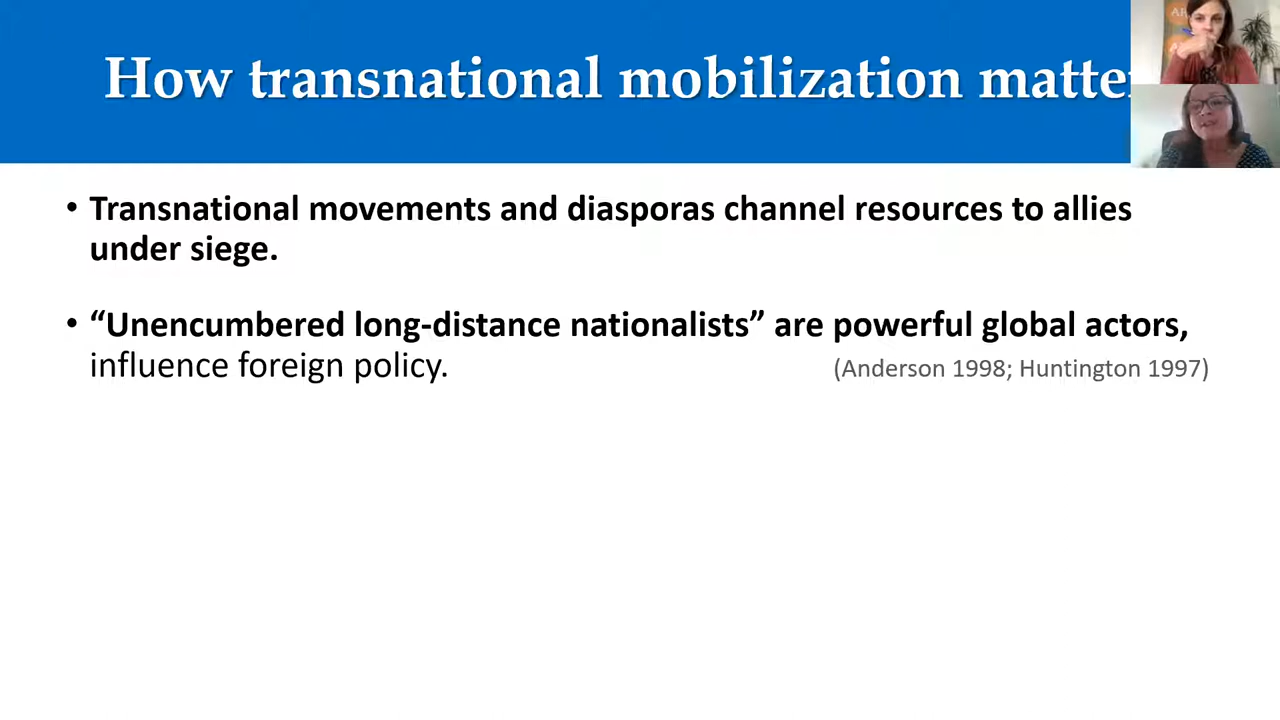 How transnational mobilization matte
• Transnational movements and diasporas channel resources to allies
under siege.
• “Unencumbered long-distance nationalists” are powerful global actors,
influence foreign policy. (Anderson 1998; Huntington 1997)